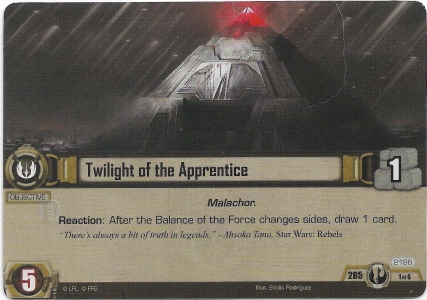 Twilight of the Apprentice
1
OBJECTIVE
Malachor.
Reaction: After the Balance of the Force changes sides, draw 1 card.
"There's always a bit of truth in legends." –Ahsoka Tano, Star Wars: Rebels
2186
5
© LFL © FFG
Illus. Emilio Rodriguez
285
1 OF 6